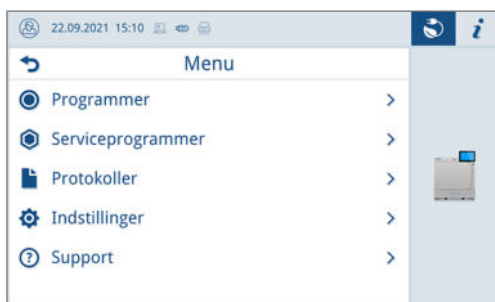 22.09.2021 15:10
i
Menu
Programmer
Serviceprogrammer
Protokoller
Indstillinger
Support